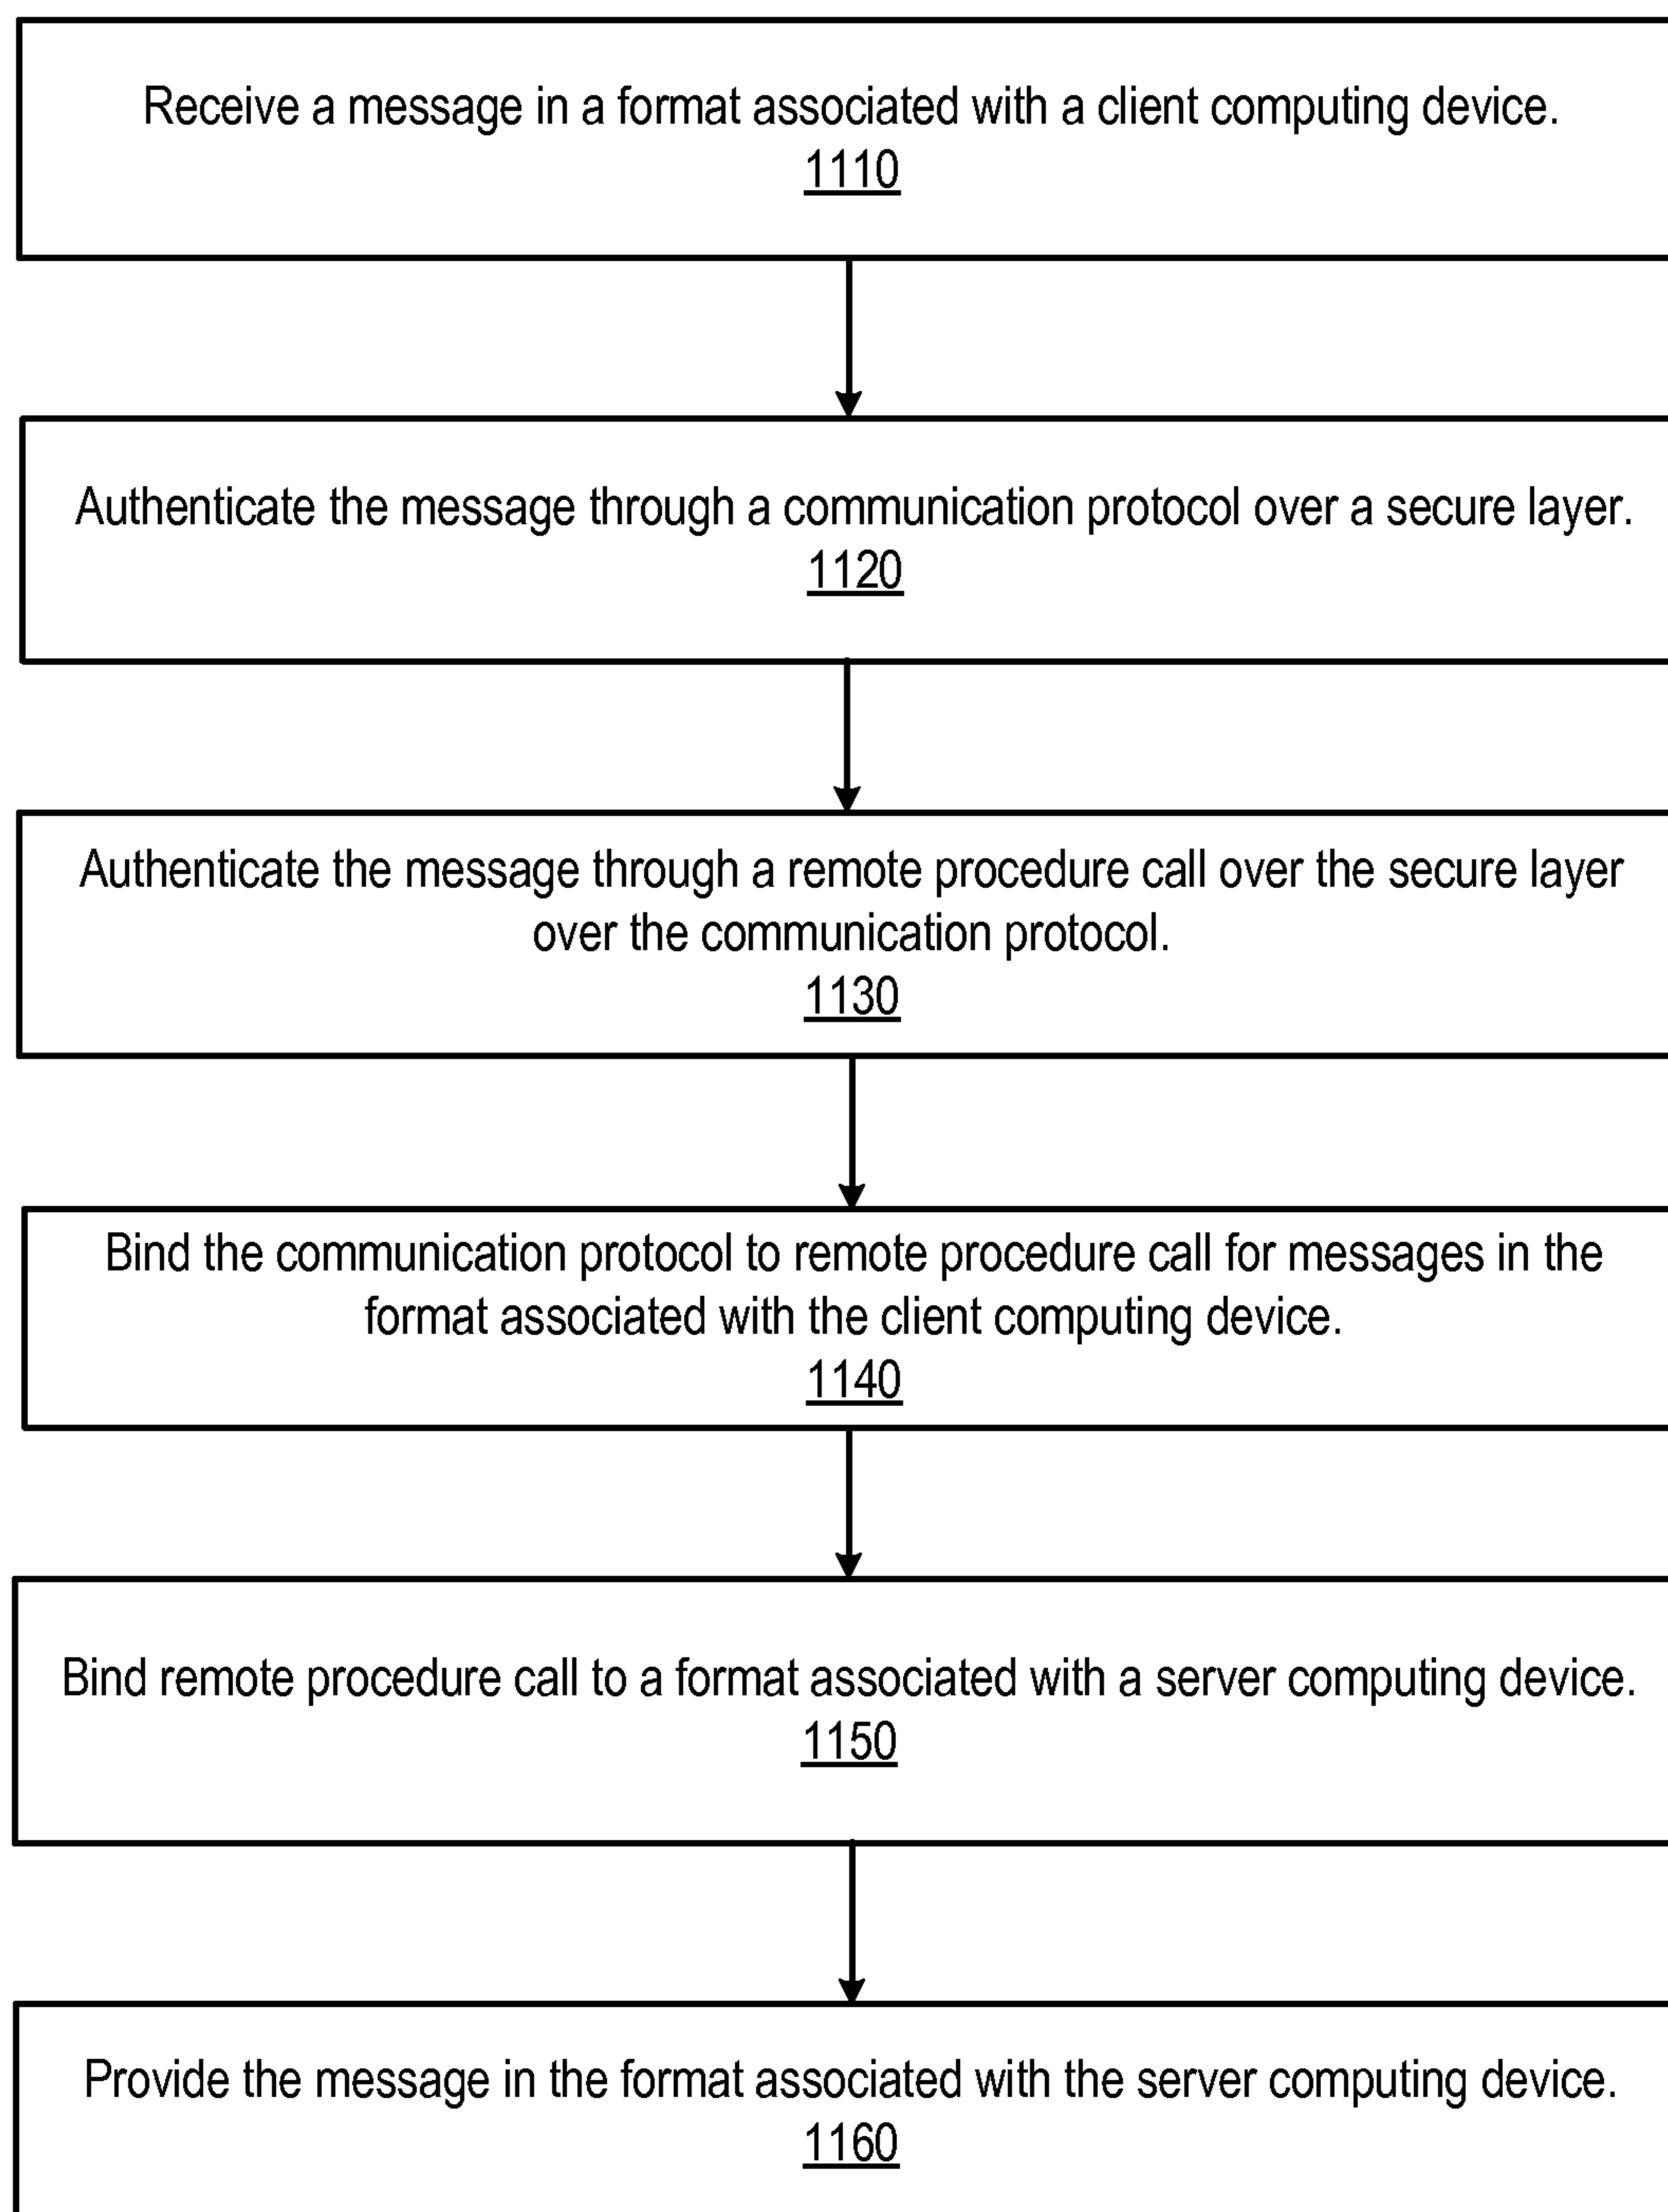 Receive a message in a format associated with a client computing device.
1110
Authenticate the message through a communication protocol over a secure layer.
1120
Authenticate the message through a remote procedure call over the secure layer
over the communication protocol.
1130
Bind the communication protocol to remote procedure call for messages in the
format associated with the client computing device.
1140
Bind remote procedure call to a format associated with a server computing device.
1150
Provide the message in the format associated with the server computing device.
1160